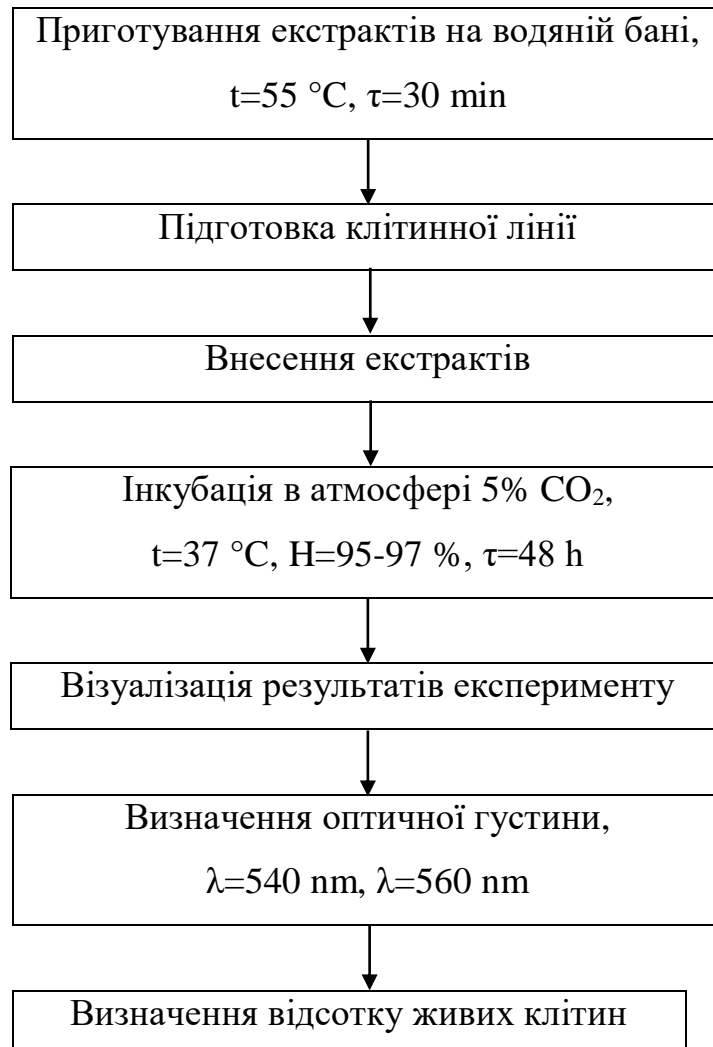 Приготування екстрактів на водяній бані,
t=55 °C, τ=30 min
Підготовка клітинної лінії
Внесення екстрактів
Інкубація в атмосфері 5% CO₂,
t=37 °C, H=95-97 %, τ=48 h
Візуалізація результатів експерименту
Визначення оптичної густини,
λ=540 nm, λ=560 nm
Визначення відсотку живих клітин